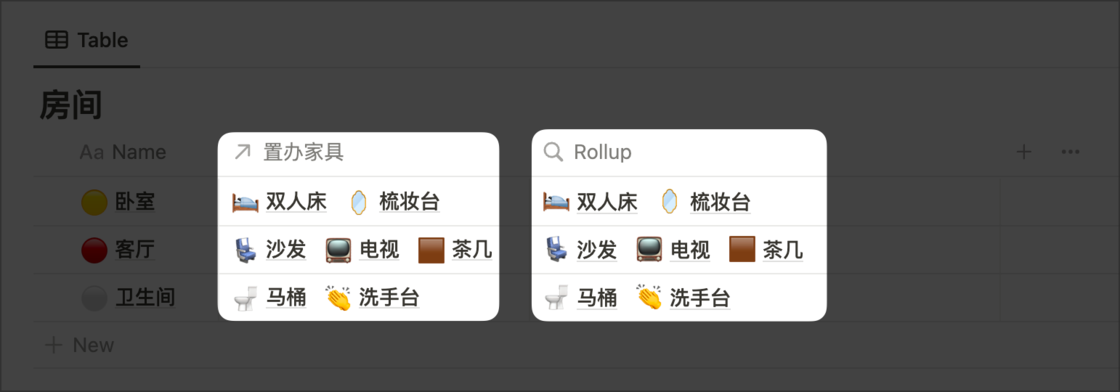 Table
房间
Aa Name 置办家具 Rollup
卧室 双人床 梳妆台 双人床 梳妆台
客厅 沙发 电视 茶几 沙发 电视 茶几
卫生间 马桶 洗手台 马桶 洗手台
New